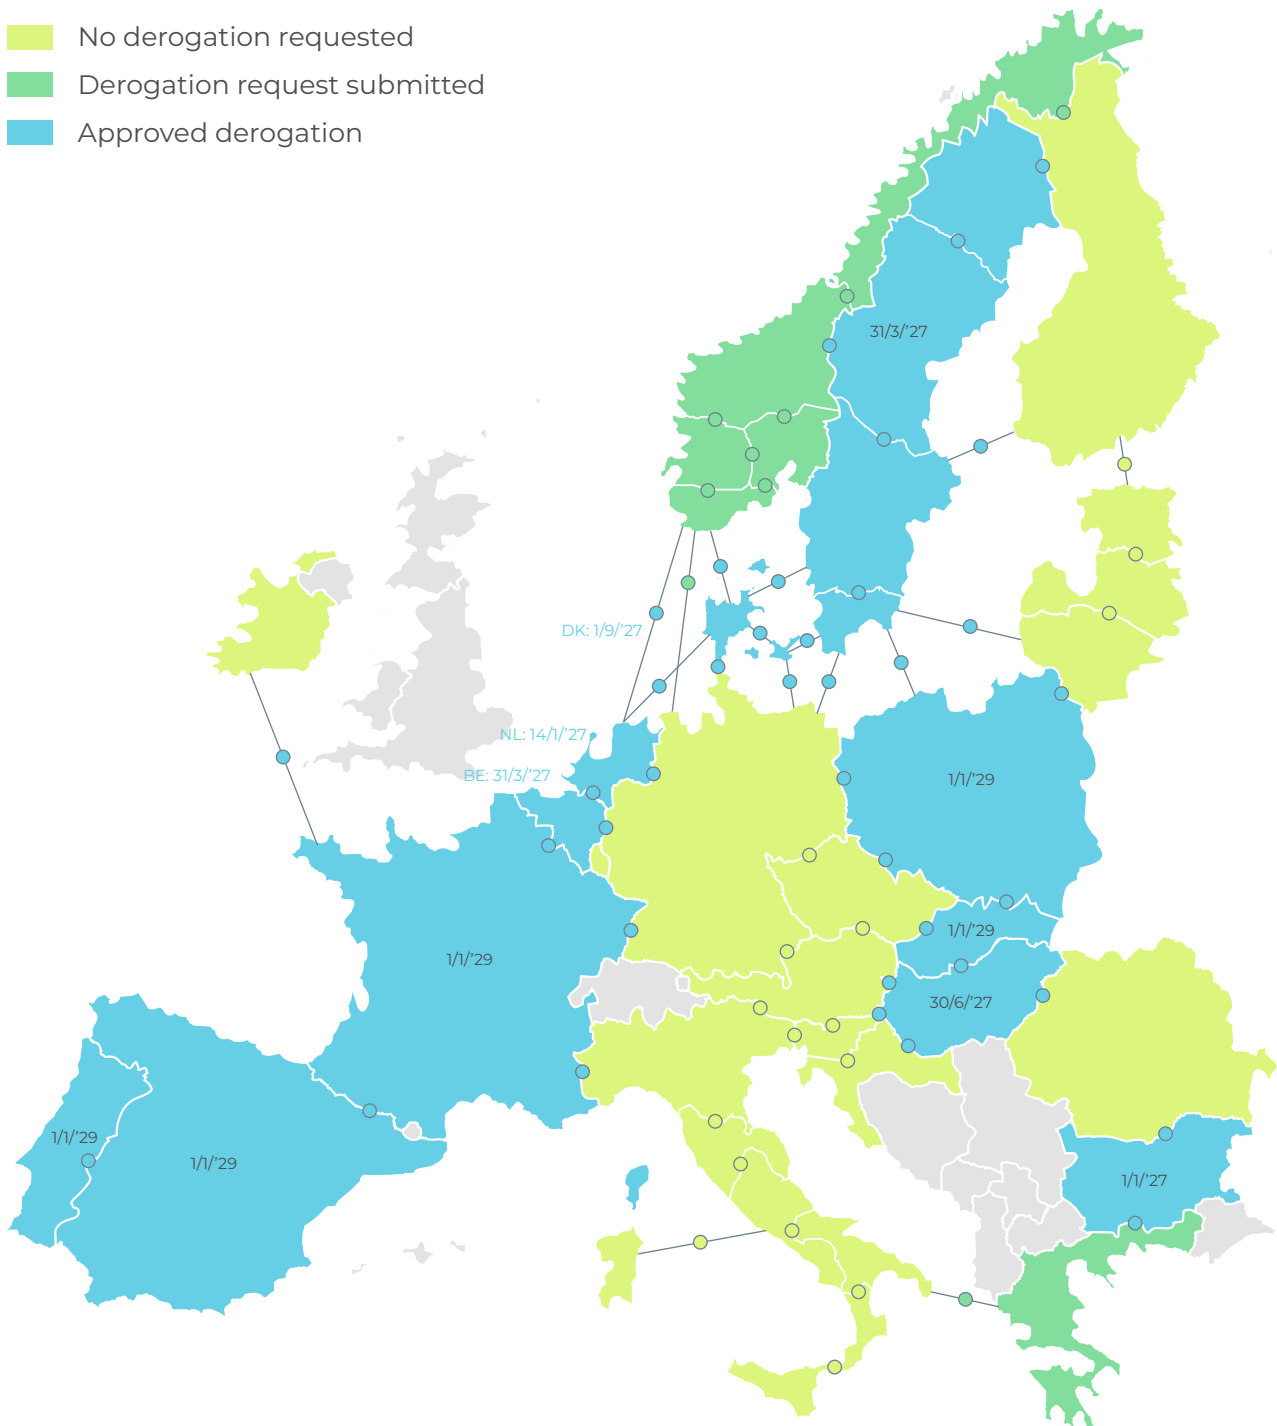 No derogation requested
Derogation request submitted
Approved derogation
31/3/'27
DK: 1/9/'27
NL: 14/1/'27
BE: 31/3/'27
1/1/'29
1/1/'29
1/1/'29
30/6/'27
1/1/'29
1/1/'29
1/1/'27